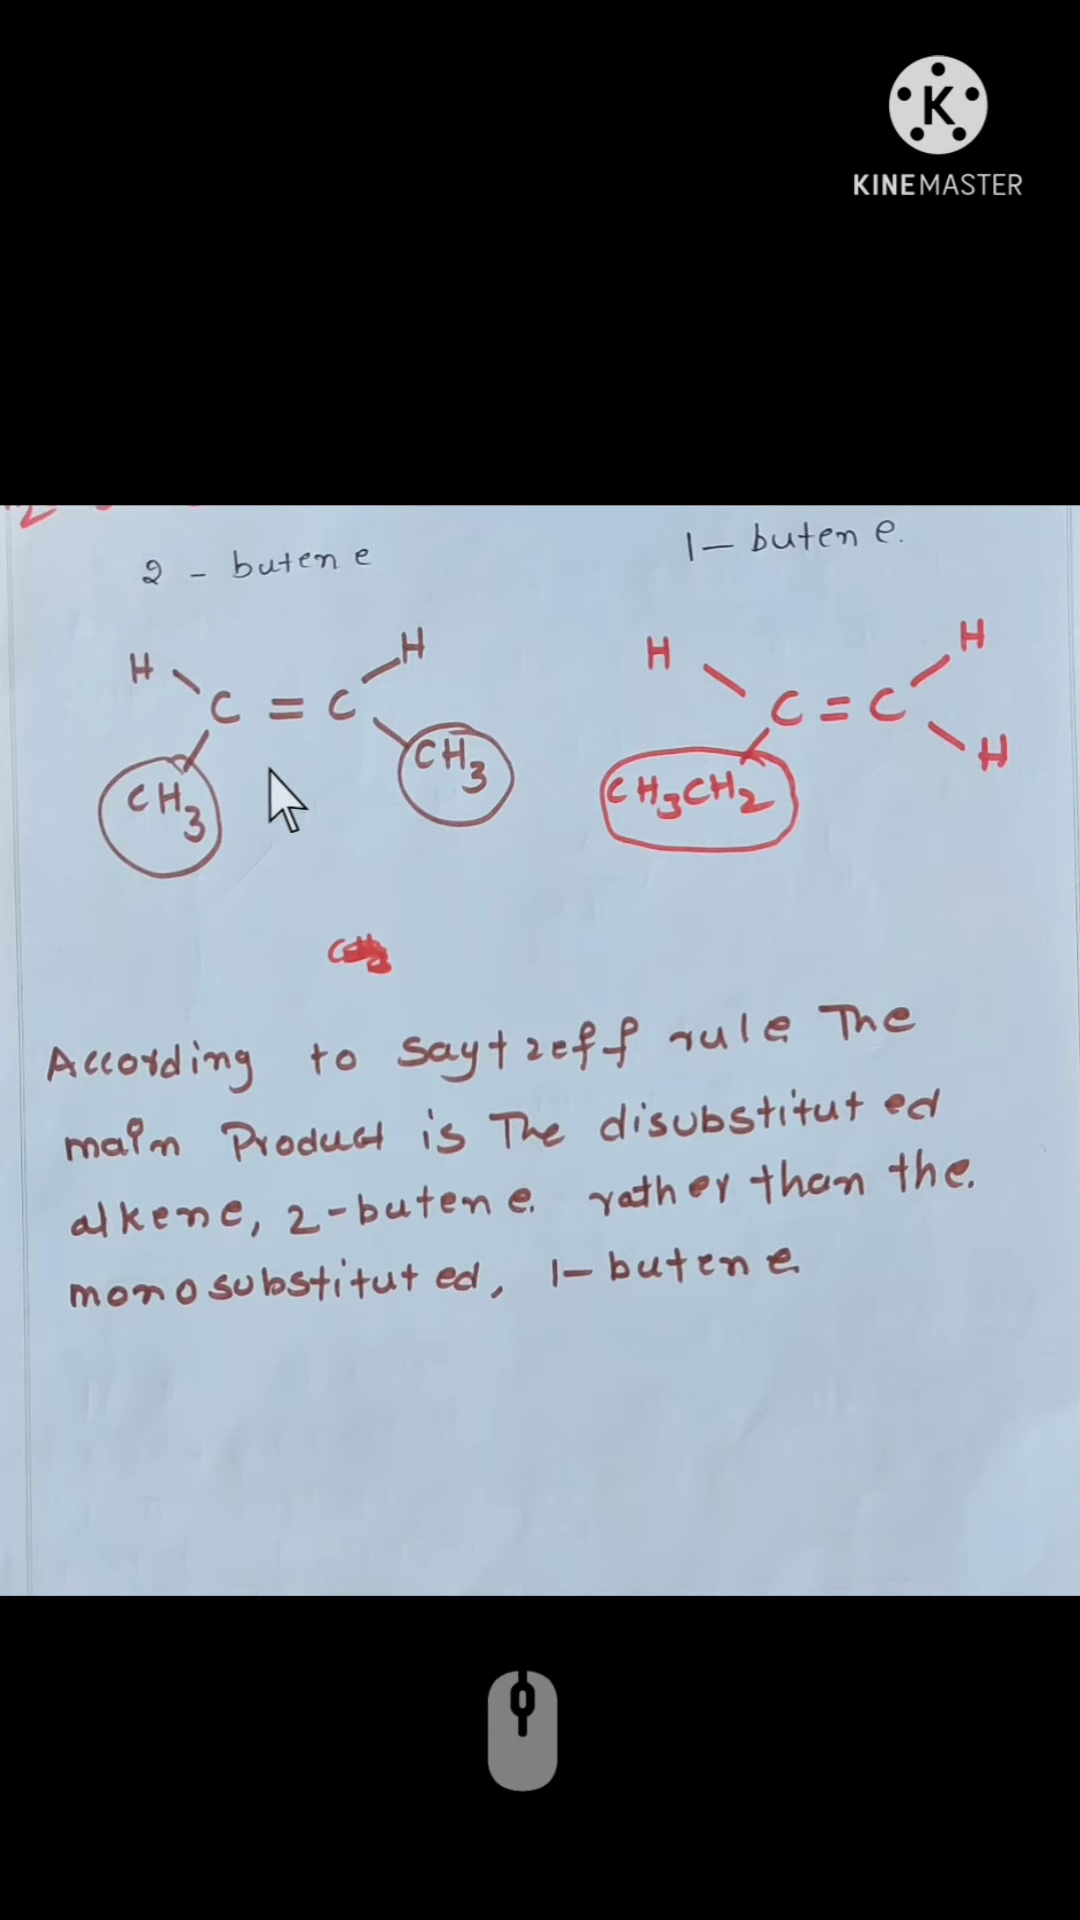 K
KINEMASTER
2 - butene
1 - butene.
H H
C = C
CH3 CH3
H H
C = C
CH3CH2 H
According to Saytzeff rule The
main Product is The disubstituted
alkene, 2-butene. rather than the.
monosubstituted, 1-butene